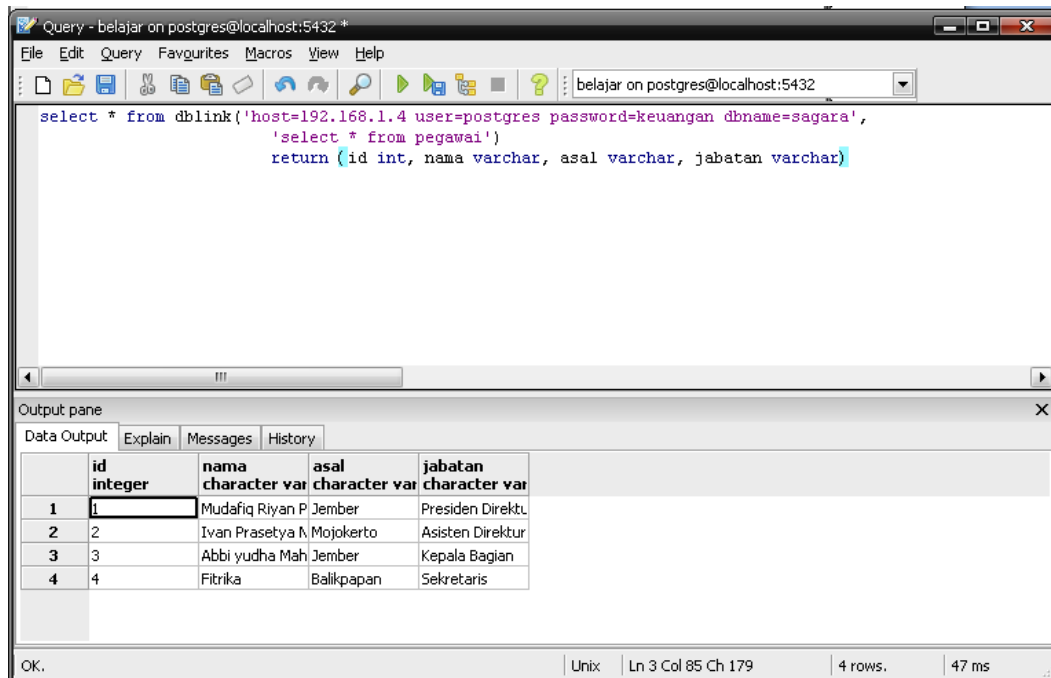 Query - belajar on postgres@localhost:5432 *
File Edit Query Favourites Macros View Help
belajar on postgres@localhost:5432
select * from dblink('host=192.168.1.4 user=postgres password=keuangan dbname=sagara',
'select * from pegawai')
return (id int, nama varchar, asal varchar, jabatan varchar)
Output pane
Data Output Explain Messages History
id nama asal jabatan
integer character var character var character var
1 1 Mudafiq Riyan P Jember Presiden Direktu
2 2 Ivan Prasetya N Mojokerto Asisten Direktur
3 3 Abbi yudha Mah Jember Kepala Bagian
4 4 Fitrika Balikpapan Sekretaris
OK. Unix Ln 3 Col 85 Ch 179 4 rows. 47 ms